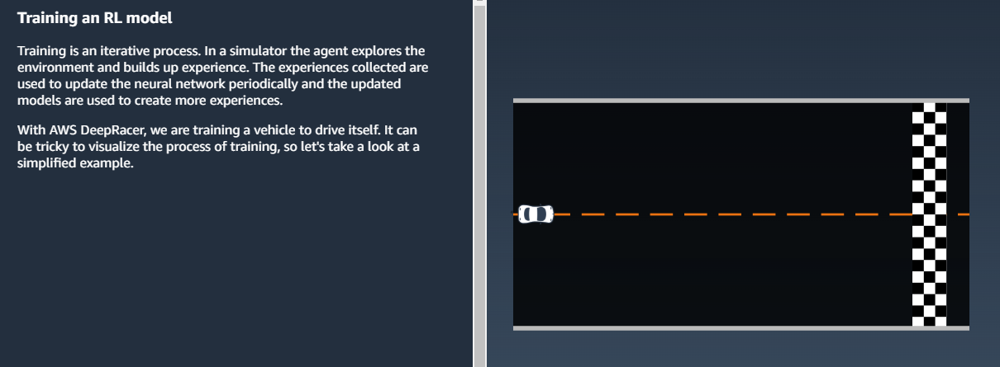 Training an RL model
Training is an iterative process. In a simulator the agent explores the
environment and builds up experience. The experiences collected are
used to update the neural network periodically and the updated
models are used to create more experiences.
With AWS DeepRacer, we are training a vehicle to drive itself. It can
be tricky to visualize the process of training, so let's take a look at a
simplified example.